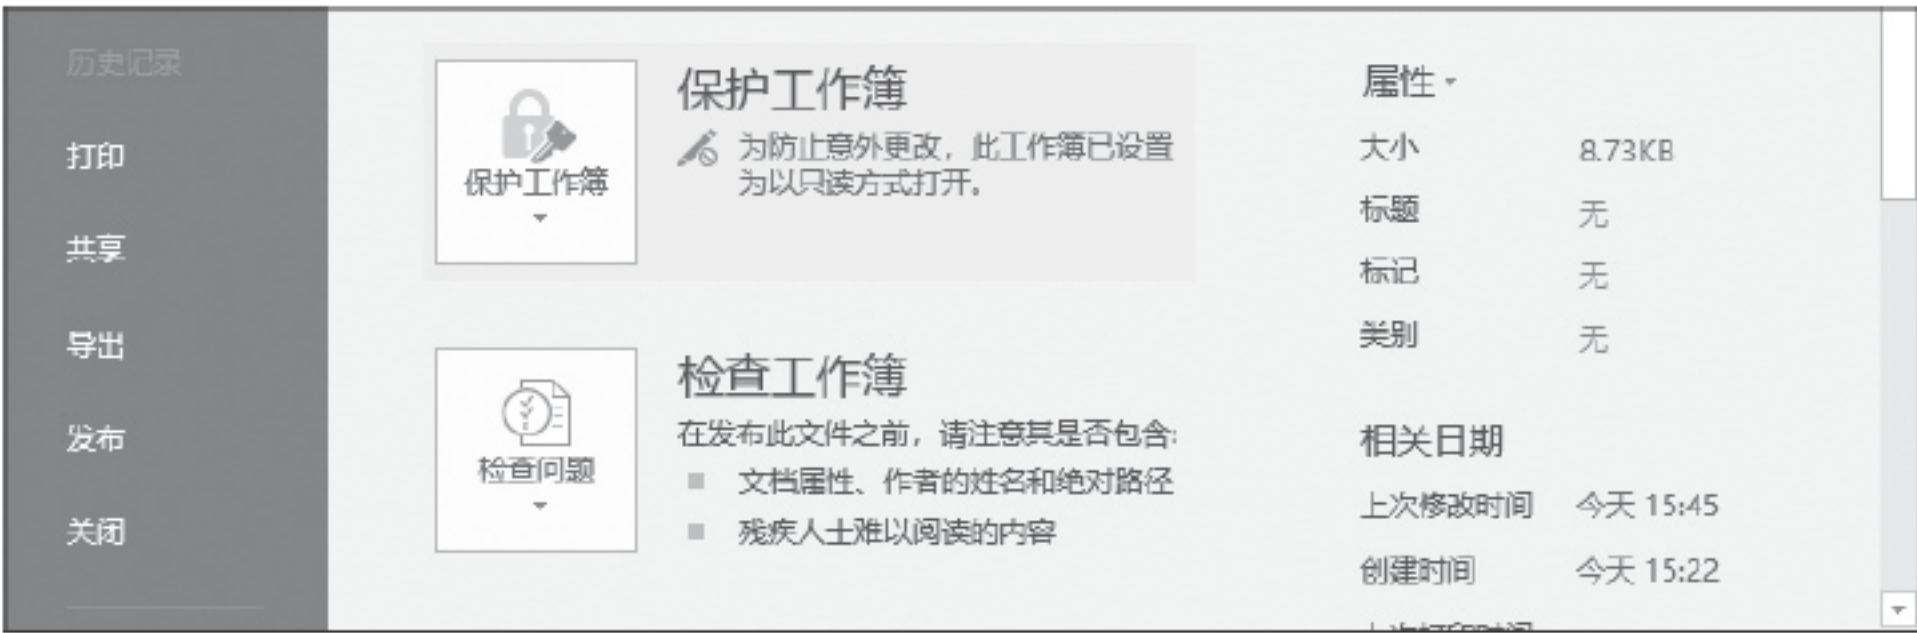 历史记录
打印
共享
导出
发布
关闭
保护工作簿
保护工作簿
为防止意外更改，此工作簿已设置
为以只读方式打开。
检查问题
检查工作簿
在发布此文件之前，请注意其是否包含:
文档属性、作者的姓名和绝对路径
残疾人士难以阅读的内容
属性
大小 8.73KB
标题 无
标记 无
类别 无
相关日期
上次修改时间 今天 15:45
创建时间 今天 15:22